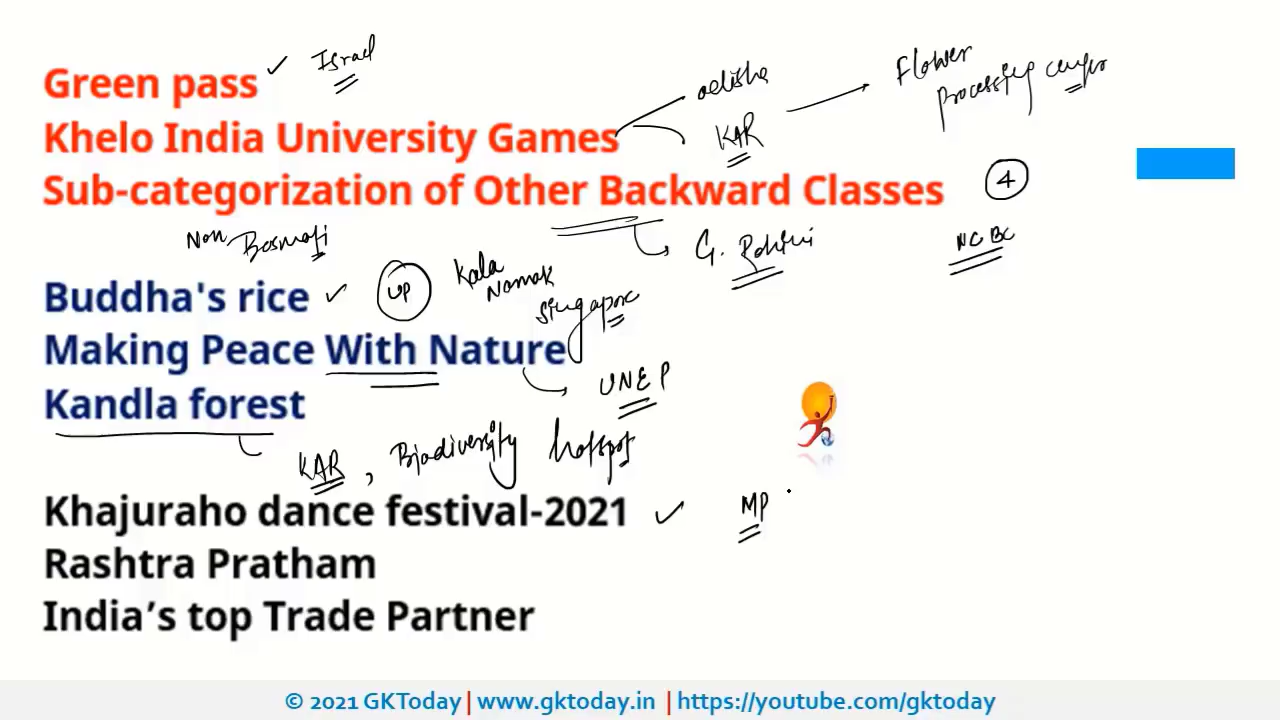 Green pass ✓ Israel
Flower processing center
odisha
Khelo India University Games
KAR
Sub-categorization of Other Backward Classes
4
Non Basmati
G. Rohini
NCBC
Buddha's rice ✓ UP Kala Namak
Singapore
Making Peace With Nature
UNEP
Kandla forest
KAR, Biodiversity hotspot
Khajuraho dance festival-2021 ✓ MP
Rashtra Pratham
India’s top Trade Partner
© 2021 GKToday | www.gktoday.in | https://youtube.com/gktoday